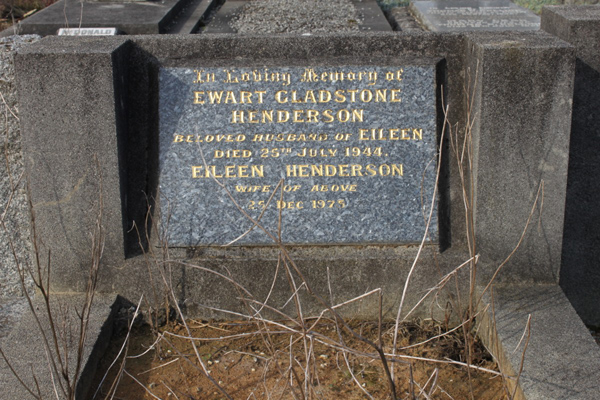 McDONALD
In Loving Memory of
EWART GLADSTONE
HENDERSON
BELOVED HUSBAND OF EILEEN
DIED 25TH JULY 1944.
EILEEN HENDERSON
WIFE OF ABOVE
25 DEC 1975